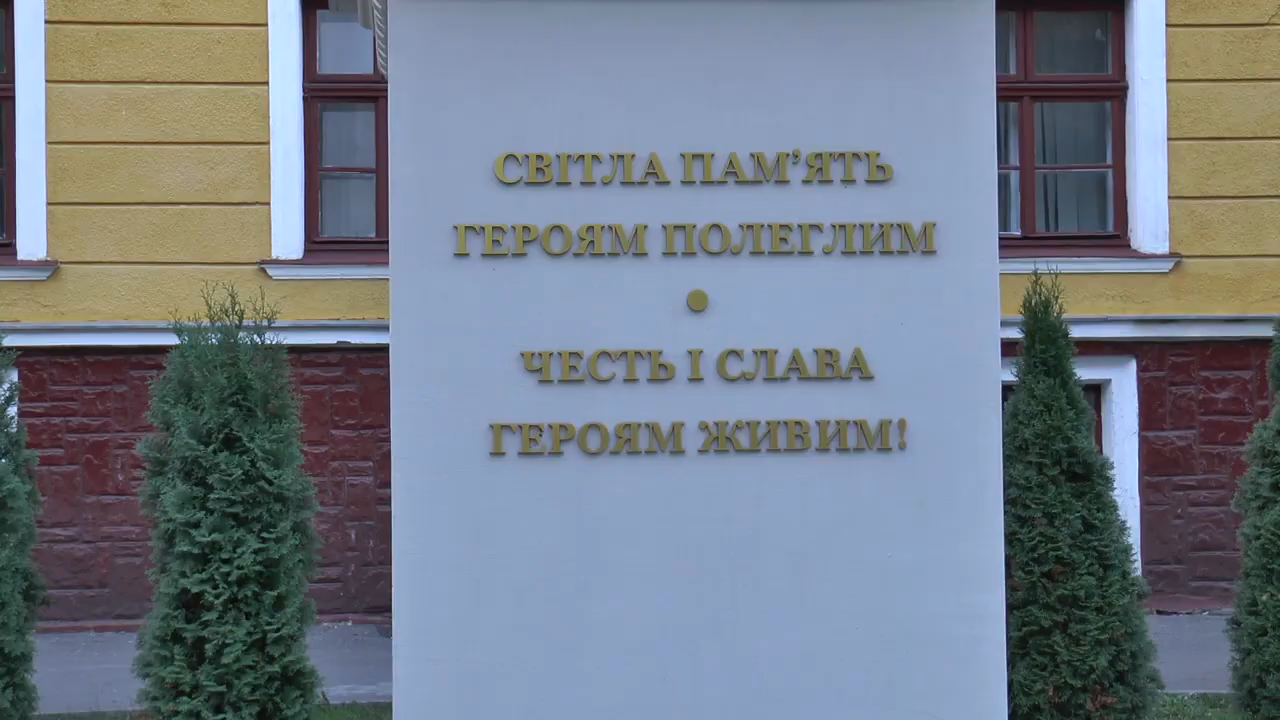 СВІТЛА ПАМ’ЯТЬ
ГЕРОЯМ ПОЛЕГЛИМ
•
ЧЕСТЬ І СЛАВА
ГЕРОЯМ ЖИВИМ!